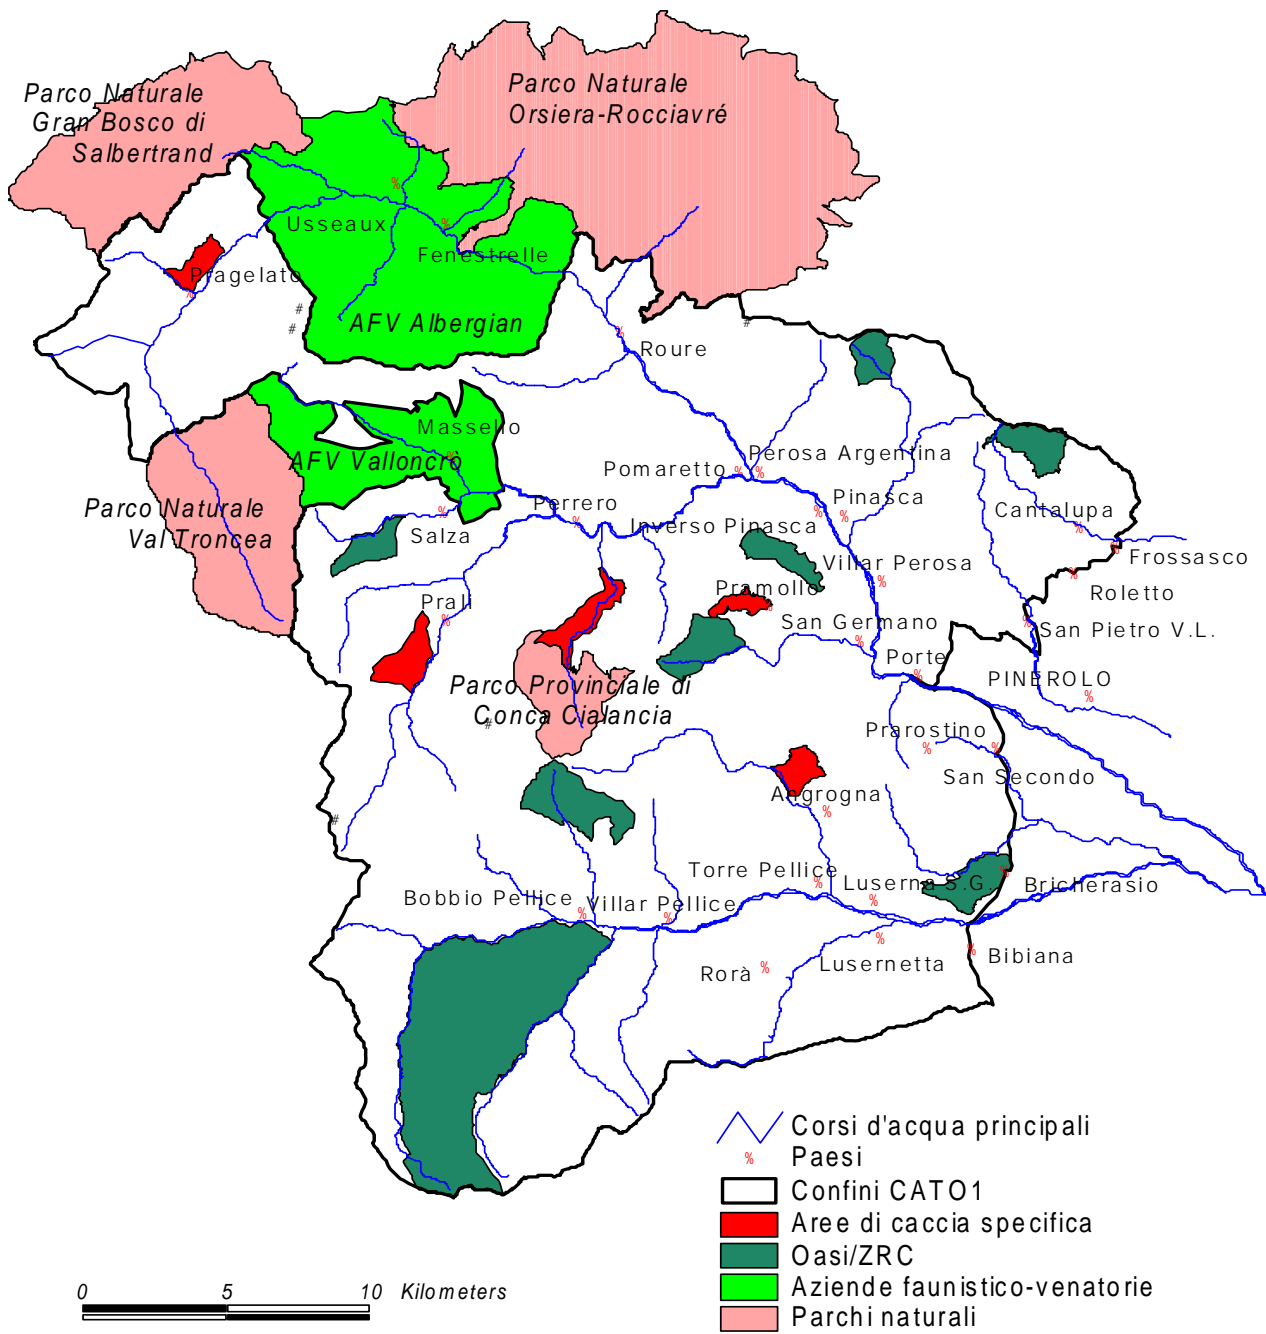 Parco Naturale
Gran Bosco di
Salbertrand
Parco Naturale
Orsiera-Rocciavré
Usseaux
Fenestrelle
Pragelato
AFV Albergian
Roure
Massello
AFV Valloncrò
Perosa Argentina
Pomaretto
Pinasca
Parco Naturale
Val Troncea
Perrero
Inverso Pinasca
Cantalupa
Salza
Frossasco
Villar Perosa
Pramollo
Roletto
Prali
San Germano
San Pietro V.L.
Porte
Parco Provinciale di
Conca Cialancia
PINEROLO
Prarostino
San Secondo
Angrogna
Torre Pellice
Luserna S.G.
Bricherasio
Bobbio Pellice
Villar Pellice
Rorà
Lusernetta
Bibiana
Corsi d'acqua principali
% Paesi
Confini CATO1
Aree di caccia specifica
Oasi/ZRC
Aziende faunistico-venatorie
Parchi naturali
0 5 10 Kilometers